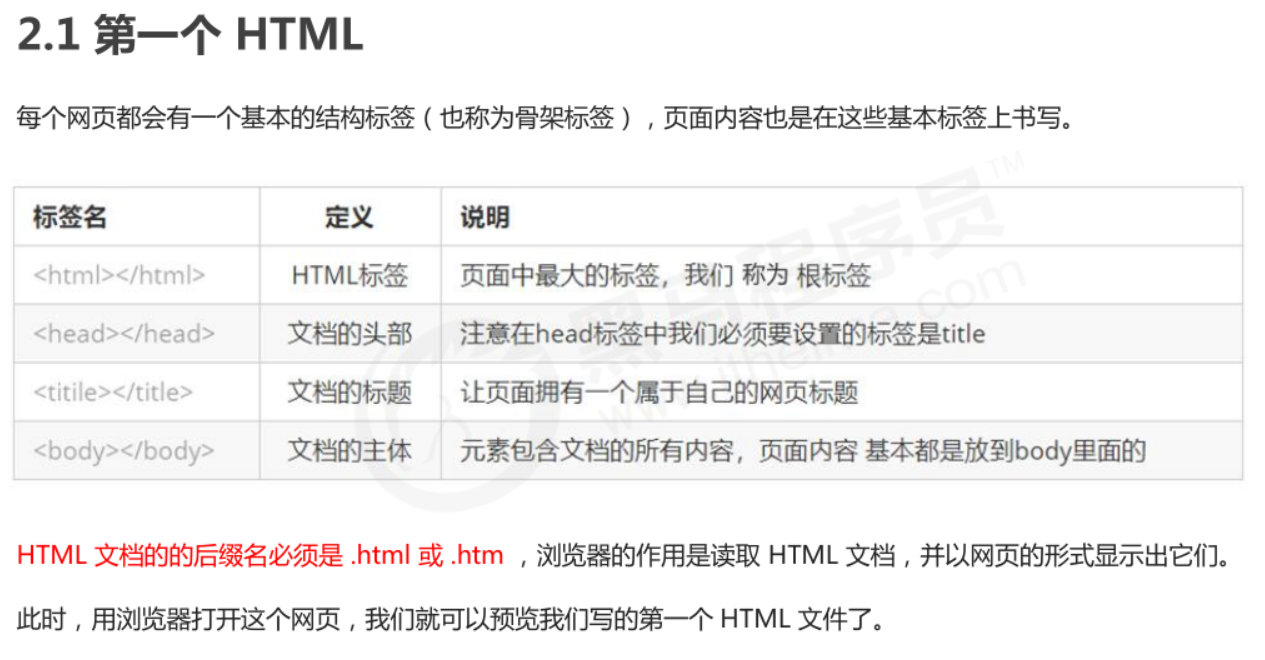 2.1 第一个 HTML
每个网页都会有一个基本的结构标签（也称为骨架标签），页面内容也是在这些基本标签上书写。
标签名 定义 说明
<html></html> HTML标签 页面中最大的标签，我们 称为 根标签
<head></head> 文档的头部 注意在head标签中我们必须要设置的标签是title
<titile></title> 文档的标题 让页面拥有一个属于自己的网页标题
<body></body> 文档的主体 元素包含文档的所有内容，页面内容 基本都是放到body里面的
HTML 文档的的后缀名必须是 .html 或 .htm ，浏览器的作用是读取 HTML 文档，并以网页的形式显示出它们。
此时，用浏览器打开这个网页，我们就可以预览我们写的第一个 HTML 文件了。
黑马程序员™